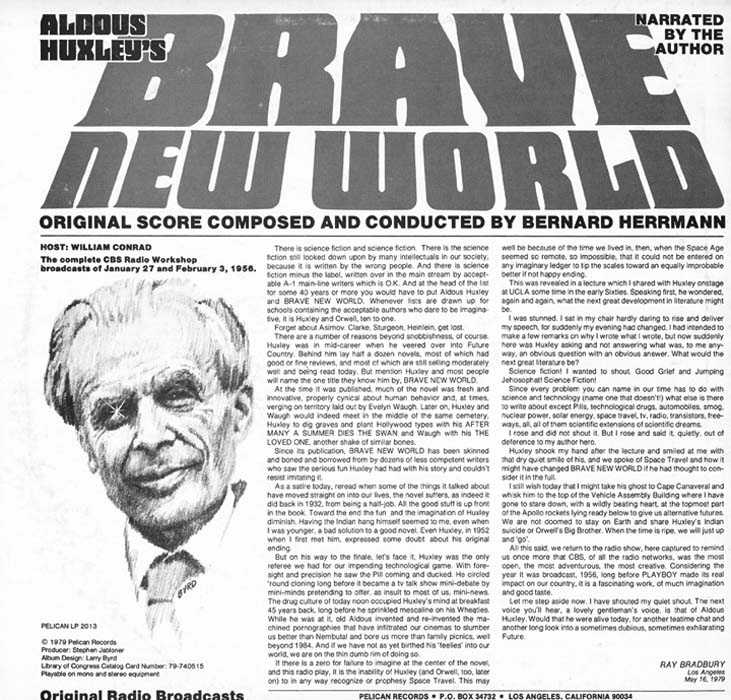 ALDOUS
HUXLEY'S
BRAVE
NEW WORLD
NARRATED
BY THE
AUTHOR
ORIGINAL SCORE COMPOSED AND CONDUCTED BY BERNARD HERRMANN
HOST: WILLIAM CONRAD
The complete CBS Radio Workshop
broadcasts of January 27 and February 3, 1956.
BYRD
PELICAN LP 2013
© 1979 Pelican Records
Producer: Stephen Jabloner
Album Design: Larry Byrd
Library of Congress Catalog Card Number: 79-740515
Playable on mono and stereo equipment
Original Radio Broadcasts
There is science fiction and science fiction. There is the science
fiction still looked down upon by many intellectuals in our society,
because it is written by the wrong people. And there is science
fiction minus the label, written over in the main stream by accept-
able A-1 main-line writers which is O.K. And at the head of the list
for some 40 years or more you would have to put Aldous Huxley
and BRAVE NEW WORLD. Whenever lists are drawn up for
schools containing the acceptable authors who dare to be imagina-
tive, it is Huxley and Orwell, ten to one.
Forget about Asimov. Clarke, Sturgeon, Heinlein, get lost.
There are a number of reasons beyond snobbishness, of course.
Huxley was in mid-career when he veered over into Future
Country. Behind him lay half a dozen novels, most of which had
good or fine reviews, and most of which are still selling moderately
well and being read today. But mention Huxley and most people
will name the one title they know him by, BRAVE NEW WORLD.
At the time it was published, much of the novel was fresh and
innovative, properly cynical about human behavior and, at times,
verging on territory laid out by Evelyn Waugh. Later on, Huxley and
Waugh would indeed meet in the middle of the same cemetery,
Huxley to dig graves and plant Hollywood types with his AFTER
MANY A SUMMER DIES THE SWAN and Waugh with his THE
LOVED ONE, another shake of similar bones.
Since its publication, BRAVE NEW WORLD has been skinned
and boned and borrowed from by dozens of less competent writers
who saw the serious fun Huxley had had with his story and couldn't
resist imitating it.
As a satire today, reread when some of the things it talked about
have moved straight on into our lives, the novel suffers, as indeed it
did back in 1932, from being a half-job. All the good stuff is up front
in the book. Toward the end the fun and the imagination of Huxley
diminish. Having the Indian hang himself seemed to me, even when
I was younger, a bad solution to a good novel. Even Huxley, in 1952
when I first met him, expressed some doubt about his original
ending.
But on his way to the finale, let's face it, Huxley was the only
referee we had for our impending technological game. With fore-
sight and precision he saw the Pill coming and ducked. He circled
'round cloning long before it became a tv talk show mini-debate by
mini-minds pretending to offer, as insult to most of us, mini-news.
The drug culture of today noon occupied Huxley's mind at breakfast
45 years back, long before he sprinkled mescaline on his Wheaties.
While he was at it, old Aldous invented and re-invented the ma-
chined pornographies that have infiltrated our cinemas to slumber
us better than Nembutal and bore us more than family picnics, well
beyond 1984. And if we have not as yet birthed his 'feelies' into our
world, we are on the thin dumb rim of doing so.
If there is a zero for failure to imagine at the center of the novel,
and this radio play, it is the inability of Huxley (and Orwell, too, later
on) to in any way recognize or prophesy Space Travel. This may
well be because of the time we lived in, then, when the Space Age
seemed so remote, so impossible, that it could not be entered on
any imaginary ledger to tip the scales toward an equally improbable
better if not happy ending.
This was revealed in a lecture which I shared with Huxley onstage
at UCLA some time in the early Sixties. Speaking first, he wondered,
again and again, what the next great development in literature might
be.
I was stunned. I sat in my chair hardly daring to rise and deliver
my speech, for suddenly my evening had changed. I had intended to
make a few remarks on why I wrote what I wrote, but now suddenly
here was Huxley asking and not answering what was, to me any-
way, an obvious question with an obvious answer. What would the
next great literature be?
Science fiction! I wanted to shout. Good Grief and Jumping
Jehosophat! Science Fiction!
Since every problem you can name in our time has to do with
science and technology (name one that doesn't!) what else is there
to write about except Pills, technological drugs, automobiles, smog,
nuclear power, solar energy, space travel, tv, radio, transistors, free-
ways, all, all of them scientific extensions of scientific dreams.
I rose and did not shout it. But I rose and said it, quietly, out of
deference to my author hero.
Huxley shook my hand after the lecture and smiled at me with
that dry quiet smile of his, and we spoke of Space Travel and how it
might have changed BRAVE NEW WORLD if he had thought to con-
sider it in the full.
I still wish today that I might take his ghost to Cape Canaveral and
whisk him to the top of the Vehicle Assembly Building where I have
gone to stare down, with a wildly beating heart, at the topmost part
of the Apollo rockets lying ready below to give us alternative futures.
We are not doomed to stay on Earth and share Huxley's Indian
suicide or Orwell's Big Brother. When the time is ripe, we will just up
and 'go'.
All this said, we return to the radio show, here captured to remind
us once more that CBS, of all the radio networks, was the most
open, the most adventurous, the most creative. Considering the
year it was broadcast, 1956, long before PLAYBOY made its real
impact on our country, it is a fascinating work, of much imagination
and good taste.
Let me step aside now. I have shouted my quiet shout. The next
voice you'll hear, a lovely gentleman's voice, is that of Aldous
Huxley. Would that he were alive today, for another teatime chat and
another long look into a sometimes dubious, sometimes exhilarating
Future.
RAY BRADBURY
Los Angeles
May 16, 1979
PELICAN RECORDS • P.O. BOX 34732 • LOS ANGELES, CALIFORNIA 90034